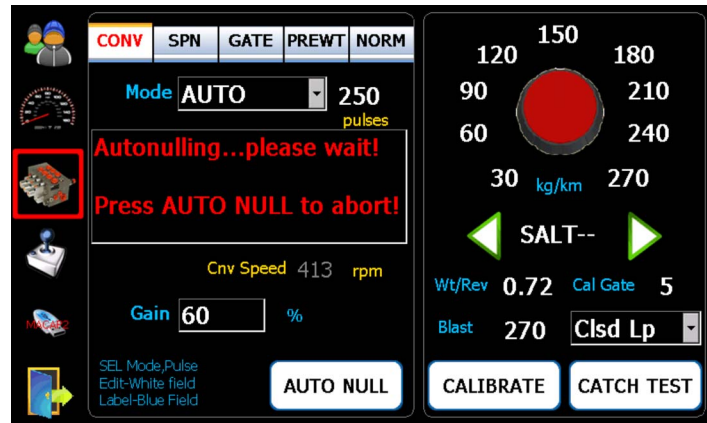 CONV SPN GATE PREWT NORM
Mode AUTO 250
pulses
Autonulling...please wait!
Press AUTO NULL to abort!
Cnv Speed 413 rpm
Gain 60 %
SEL Mode,Pulse
Edit-White field
Label-Blue Field
AUTO NULL
150
120 180
90 210
60 240
30 kg/km 270
SALT--
Wt/Rev 0.72 Cal Gate 5
Blast 270 Clsd Lp
CALIBRATE CATCH TEST